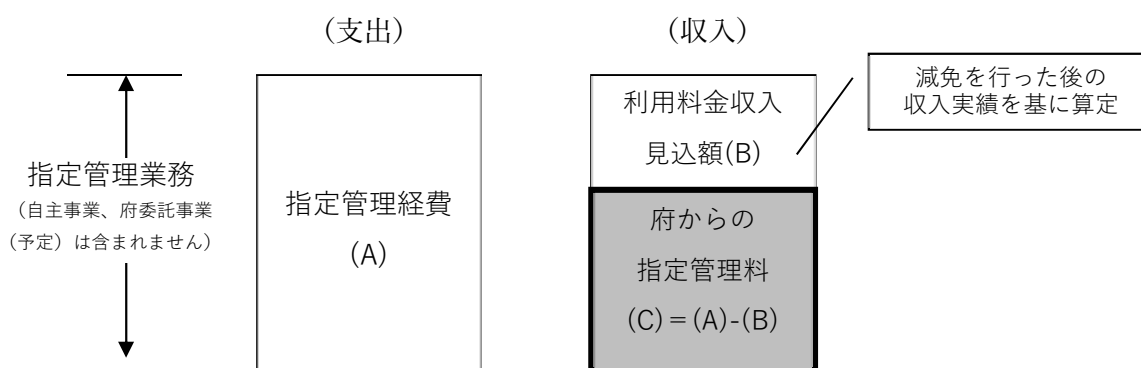 （支出）
（収入）
減免を行った後の
収入実績を基に算定
利用料金収入
見込額(B)
指定管理業務
（自主事業、府委託事業
（予定）は含まれません）
指定管理経費
(A)
府からの
指定管理料
(C)＝(A)-(B)